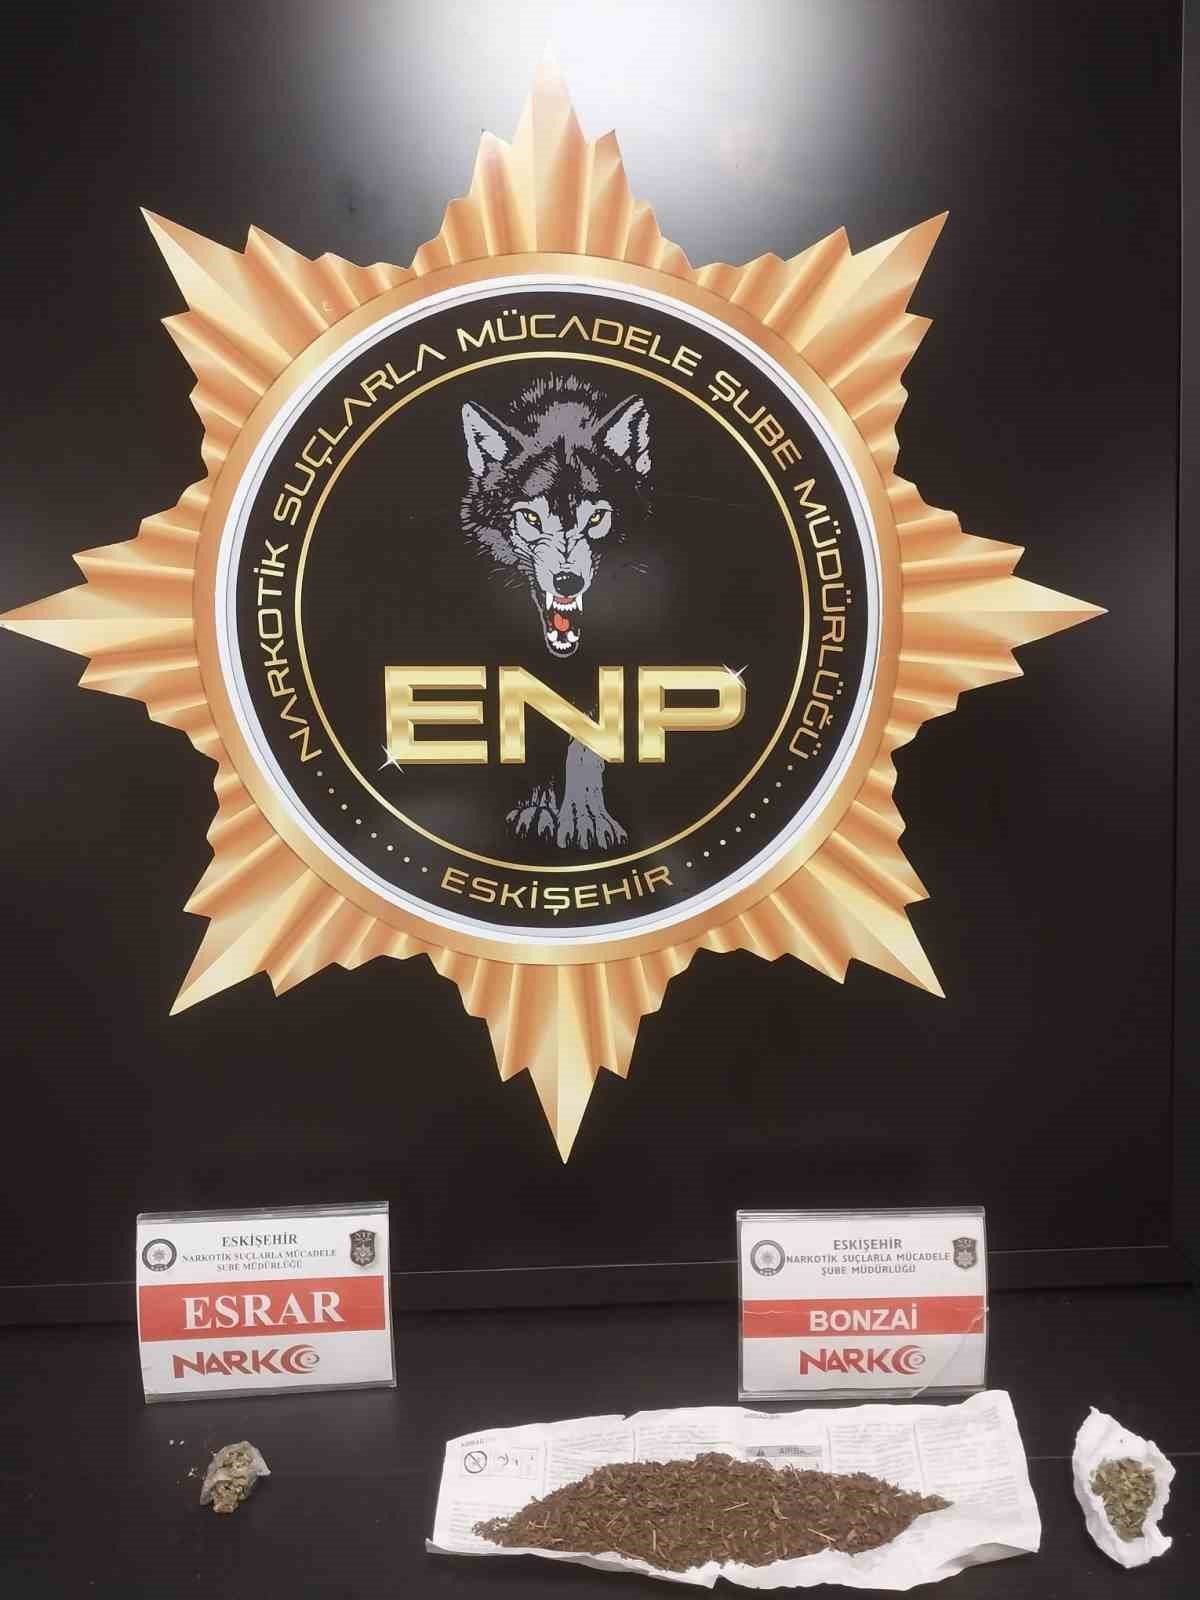 NARKOTİK SUÇLARLA MÜCADELE ŞUBE MÜDÜRLÜĞÜ
ENP
ESKİŞEHİR
ESKİŞEHİR
NARKOTİK SUÇLARLA MÜCADELE
ŞUBE MÜDÜRLÜĞÜ
ESRAR
NARKO
ESKİŞEHİR
NARKOTİK SUÇLARLA MÜCADELE
ŞUBE MÜDÜRLÜĞÜ
BONZAİ
NARKO